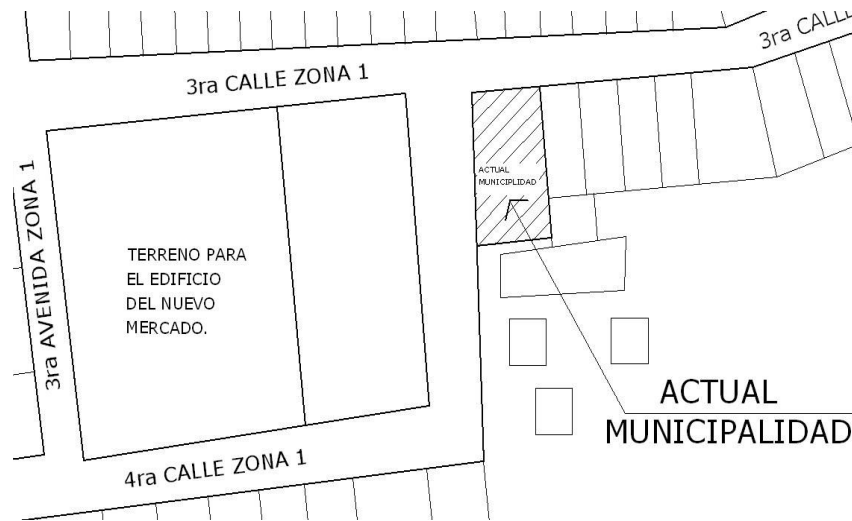 3ra CALLE
3ra CALLE ZONA 1
3ra AVENIDA ZONA 1
ACTUAL
MUNICIPLIDAD
TERRENO PARA
EL EDIFICIO
DEL NUEVO
MERCADO.
ACTUAL
MUNICIPALIDAD
4ra CALLE ZONA 1